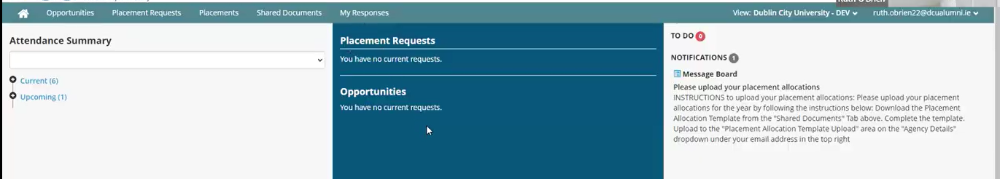 Ruth O'Brien
Opportunities Placement Requests Placements Shared Documents My Responses View: Dublin City University - DEV ruth.obrien22@dcualumni.ie
Attendance Summary
Current (6)
Upcoming (1)
Placement Requests
You have no current requests.
Opportunities
You have no current requests.
TO DO 0
NOTIFICATIONS 1
Message Board
Please upload your placement allocations
INSTRUCTIONS to upload your placement allocations: Please upload your placement
allocations for the year by following the instructions below: Download the Placement
Allocation Template from the "Shared Documents" Tab above. Complete the template.
Upload to the "Placement Allocation Template Upload" area on the "Agency Details"
dropdown under your email address in the top right